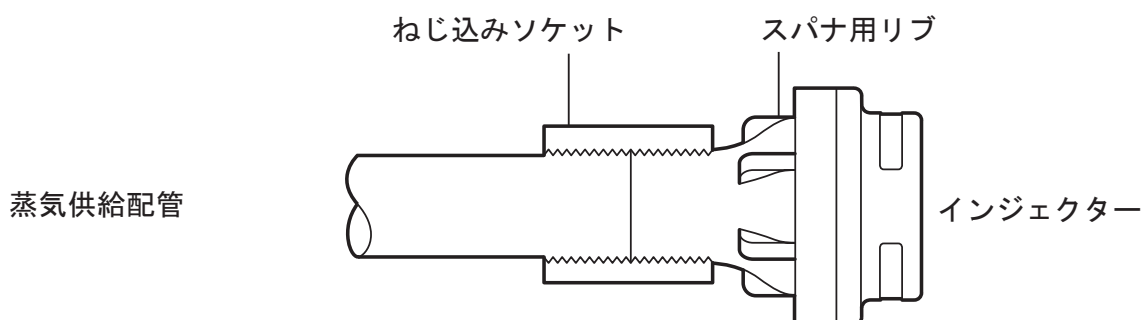 ねじ込みソケット
スパナ用リブ
蒸気供給配管
インジェクター